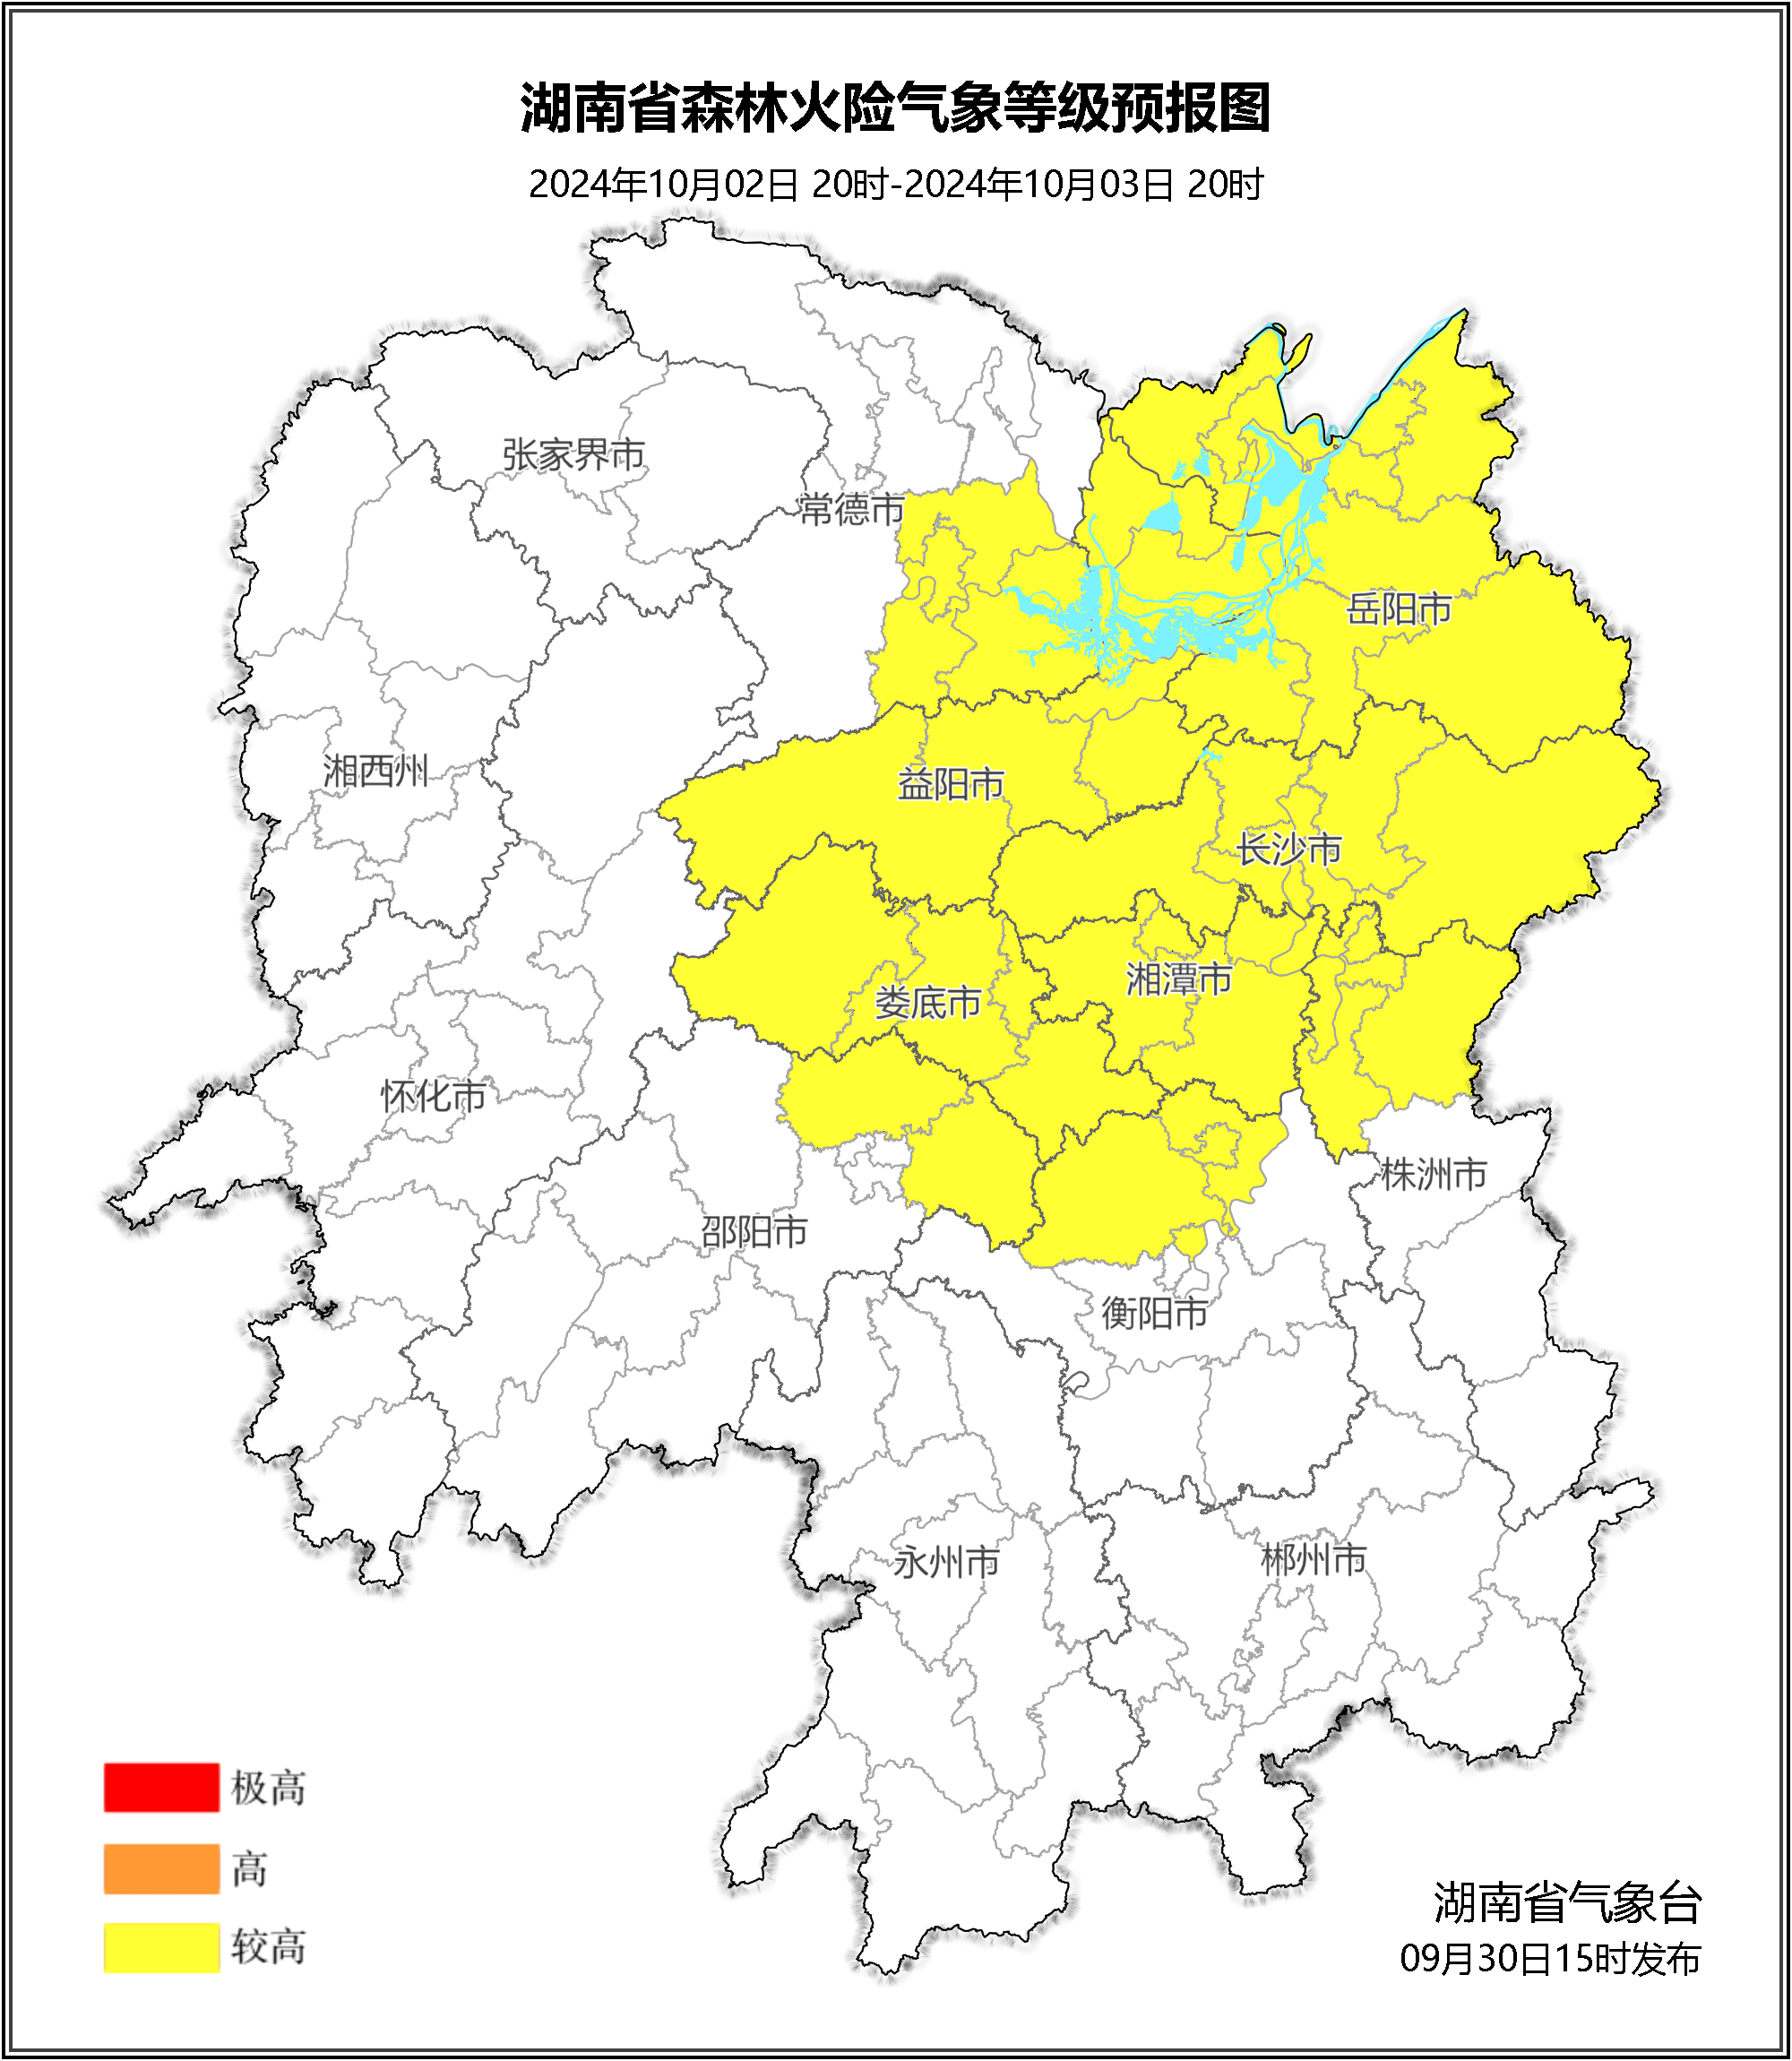 湖南省森林火险气象等级预报图
2024年10月02日 20时-2024年10月03日 20时
张家界市
常德市
岳阳市
湘西州
益阳市
长沙市
湘潭市
娄底市
怀化市
株洲市
邵阳市
衡阳市
永州市
郴州市
极高
高
较高
湖南省气象台
09月30日15时发布